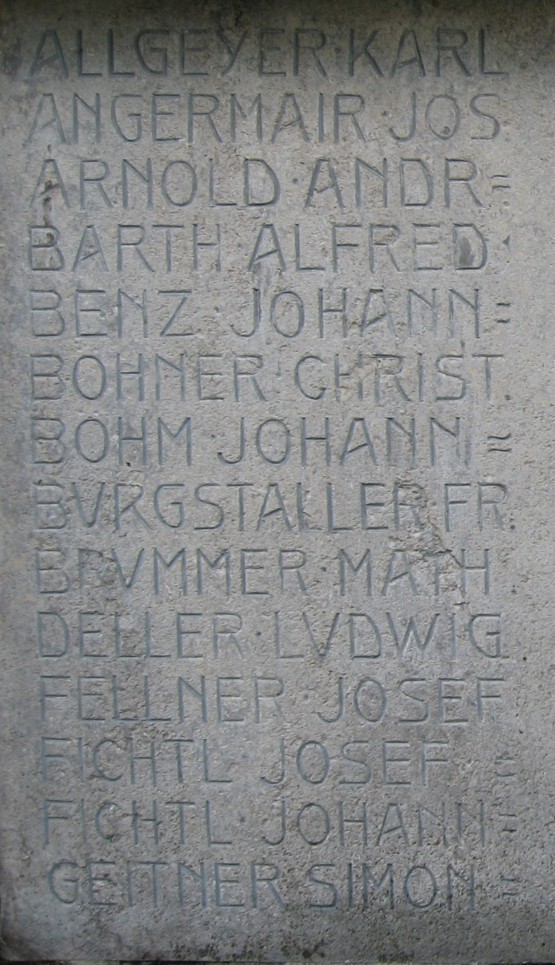 ALLGEYER·KARL
ANGERMAIR·JOS
ARNOLD·ANDR=
BARTH·ALFRED·
BENZ·JOHANN=
BOHNER·CHRIST.
BOHM·JOHANN=
BVRGSTALLER·FR.
BRVMMER·MATH
DELLER·LVDWIG
FELLNER·JOSEF
FICHTL·JOSEF=
FICHTL·JOHANN=
GEITNER·SIMON=